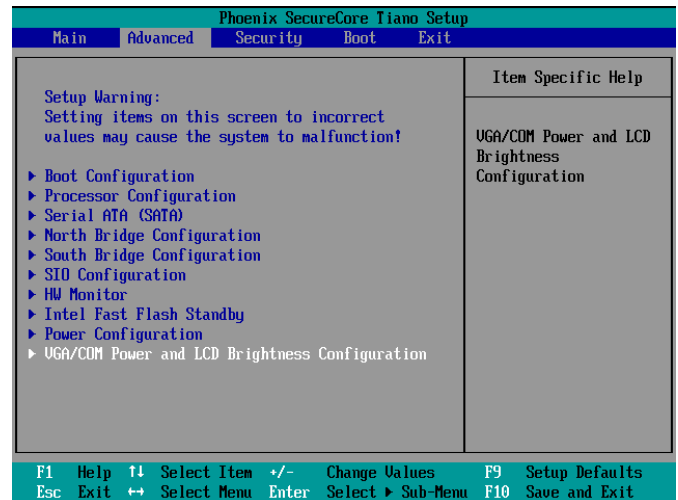 Phoenix SecureCore Tiano Setup
Main Advanced Security Boot Exit
Setup Warning:
Setting items on this screen to incorrect
values may cause the system to malfunction!
▶ Boot Configuration
▶ Processor Configuration
▶ Serial ATA (SATA)
▶ North Bridge Configuration
▶ South Bridge Configuration
▶ SIO Configuration
▶ HW Monitor
▶ Intel Fast Flash Standby
▶ Power Configuration
▶ VGA/COM Power and LCD Brightness Configuration
Item Specific Help
VGA/COM Power and LCD
Brightness
Configuration
F1 Help ↑↓ Select Item +/- Change Values F9 Setup Defaults
Esc Exit ↔ Select Menu Enter Select ▶ Sub-Menu F10 Save and Exit